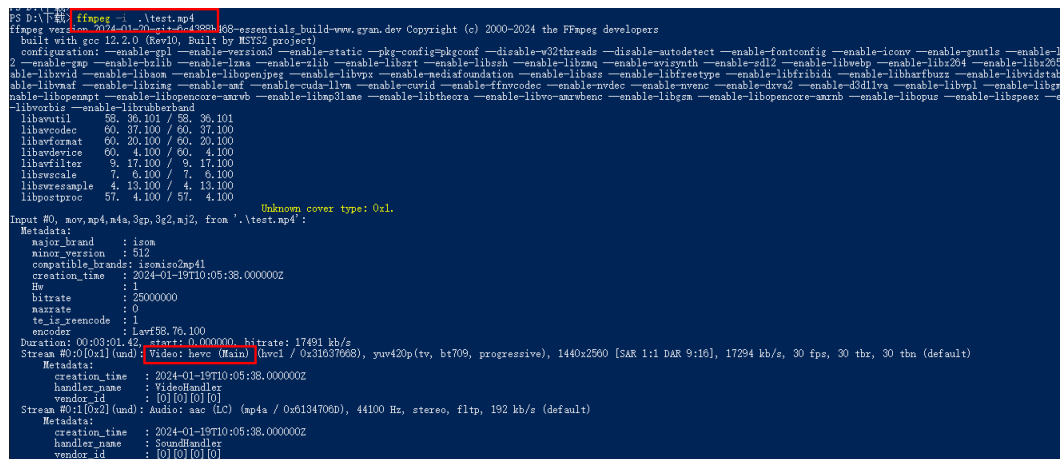 PS D:\下载> ffmpeg -i .\test.mp4
ffmpeg version 2024-01-20-git-6c4388b468-essentials_build-www.gyan.dev Copyright (c) 2000-2024 the FFmpeg developers
built with gcc 12.2.0 (Rev10, Built by MSYS2 project)
configuration: --enable-gpl --enable-version3 --enable-static --pkg-config=pkgconf --disable-w32threads --disable-autodetect --enable-fontconfig --enable-iconv --enable-gnutls --enable-l
2 --enable-gmp --enable-bzlib --enable-lzma --enable-zlib --enable-libsrt --enable-libssh --enable-libzmq --enable-avisynth --enable-sdl2 --enable-libwebp --enable-libx264 --enable-libx265
able-libxvid --enable-libaom --enable-libopenjpeg --enable-libvpx --enable-mediafoundation --enable-libass --enable-libfreetype --enable-libfribidi --enable-libharfbuzz --enable-libvidstab
able-libvmaf --enable-libzimg --enable-amf --enable-cuda-llvm --enable-cuvid --enable-ffnvcodec --enable-nvdec --enable-nvenc --enable-dxva2 --enable-d3d11va --enable-libvpl --enable-libgm
nable-libopenmpt --enable-libopencore-amrwb --enable-libmp3lame --enable-libtheora --enable-libvo-amrwbenc --enable-libgsm --enable-libopencore-amrnb --enable-libopus --enable-libspeex --e
-libvorbis --enable-librubberband
libavutil 58. 36.101 / 58. 36.101
libavcodec 60. 37.100 / 60. 37.100
libavformat 60. 20.100 / 60. 20.100
libavdevice 60. 4.100 / 60. 4.100
libavfilter 9. 17.100 / 9. 17.100
libswscale 7. 6.100 / 7. 6.100
libswresample 4. 13.100 / 4. 13.100
libpostproc 57. 4.100 / 57. 4.100
Unknown cover type: 0x1.
Input #0, mov,mp4,m4a,3gp,3g2,mj2, from '.\test.mp4':
Metadata:
major_brand : isom
minor_version : 512
compatible_brands: isomiso2mp41
creation_time : 2024-01-19T10:05:38.000000Z
Hw : 1
bitrate : 25000000
maxrate : 0
te_is_reencode : 1
encoder : Lavf58.76.100
Duration: 00:03:01.42, start: 0.000000, bitrate: 17491 kb/s
Stream #0:0[0x1](und): Video: hevc (Main) (hvc1 / 0x31637668), yuv420p(tv, bt709, progressive), 1440x2560 [SAR 1:1 DAR 9:16], 17294 kb/s, 30 fps, 30 tbr, 30 tbn (default)
Metadata:
creation_time : 2024-01-19T10:05:38.000000Z
handler_name : VideoHandler
vendor_id : [0][0][0][0]
Stream #0:1[0x2](und): Audio: aac (LC) (mp4a / 0x6134706D), 44100 Hz, stereo, fltp, 192 kb/s (default)
Metadata:
creation_time : 2024-01-19T10:05:38.000000Z
handler_name : SoundHandler
vendor_id : [0][0][0][0]